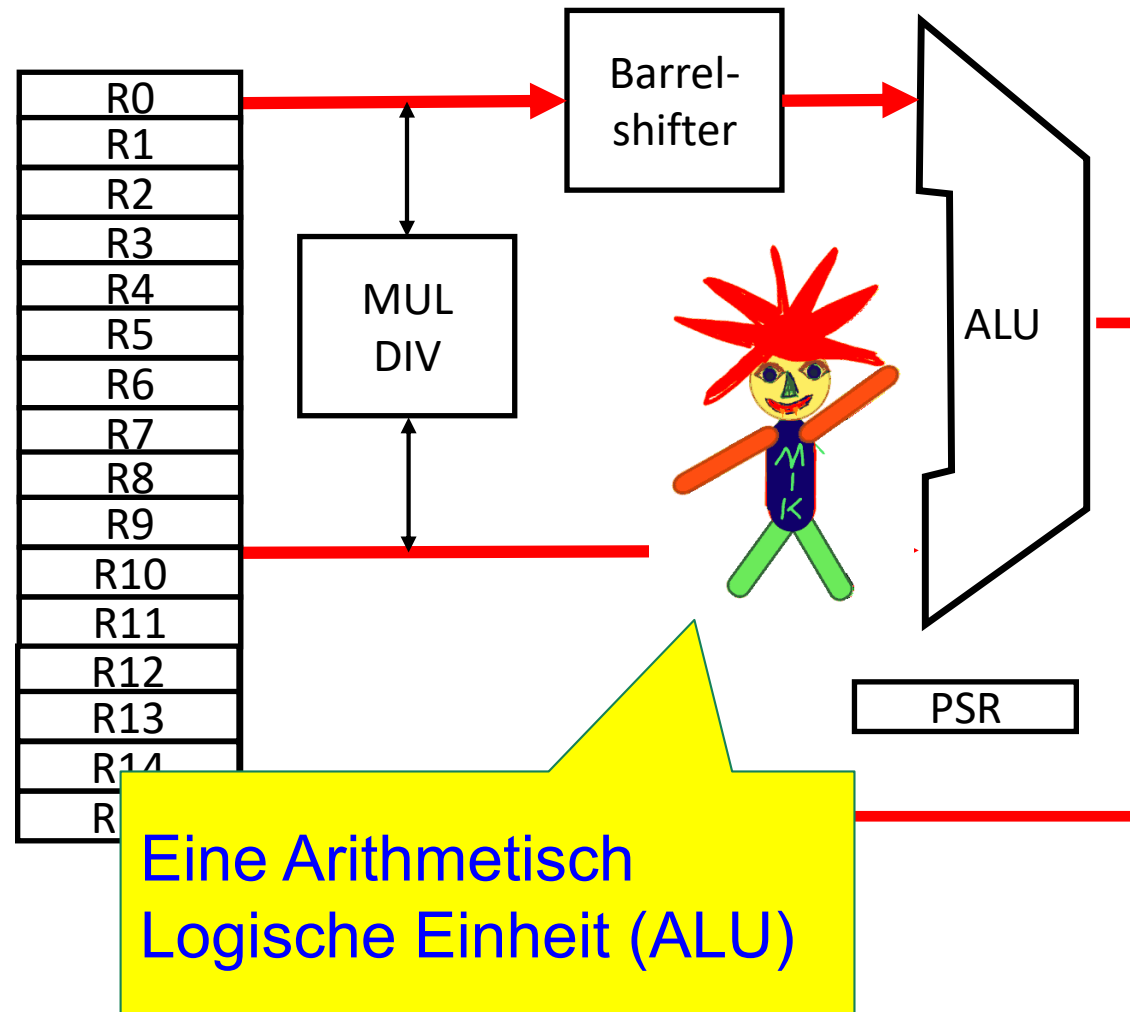 R0
R1
R2
R3
R4
R5
R6
R7
R8
R9
R10
R11
R12
R13
R14
R
Barrel-
shifter
MUL
DIV
ALU
M
I
K
PSR
Eine Arithmetisch
Logische Einheit (ALU)